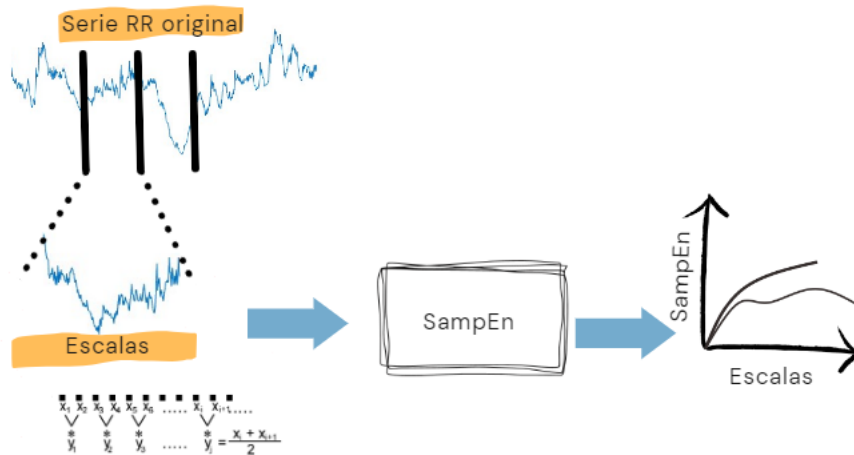 Serie RR original
Escalas
x1 x2 x3 x4 x5 x6 ..... xi xi+1 .....
* * * *
y1 y2 y3 ..... yj = (xi + xi+1)/2
SampEn
SampEn
Escalas